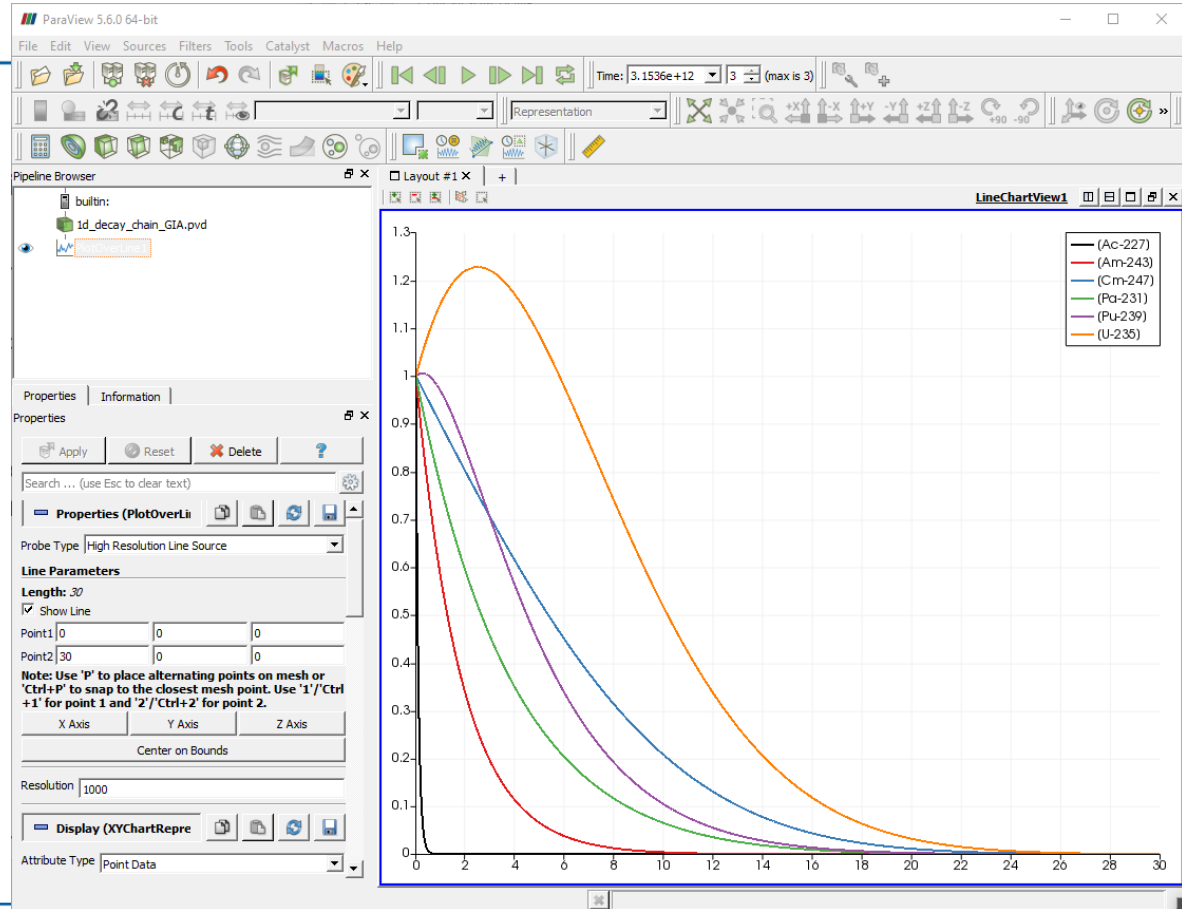 ParaView 5.6.0 64-bit
File Edit View Sources Filters Tools Catalyst Macros Help
Time: 3.1536e+12 3 (max is 3)
Representation
+X -X +Y -Y +Z -Z +90 -90 »
Pipeline Browser
builtin:
1d_decay_chain_GIA.pvd
PlotOverLine1
Layout #1 X +
LineChartView1
Properties Information
Properties
Apply Reset Delete ?
Search ... (use Esc to clear text)
Properties (PlotOverLi
Probe Type High Resolution Line Source
Line Parameters
Length: 30
Show Line
Point1 0 0 0
Point2 30 0 0
Note: Use 'P' to place alternating points on mesh or
'Ctrl+P' to snap to the closest mesh point. Use '1'/'Ctrl
+1' for point 1 and '2'/'Ctrl+2' for point 2.
X Axis Y Axis Z Axis
Center on Bounds
Resolution 1000
Display (XYChartRepre
Attribute Type Point Data
1.3
1.2
1.1
1
0.9
0.8
0.7
0.6
0.5
0.4
0.3
0.2
0.1
0
0 2 4 6 8 10 12 14 16 18 20 22 24 26 28 30
(Ac-227)
(Am-243)
(Cm-247)
(Pa-231)
(Pu-239)
(U-235)